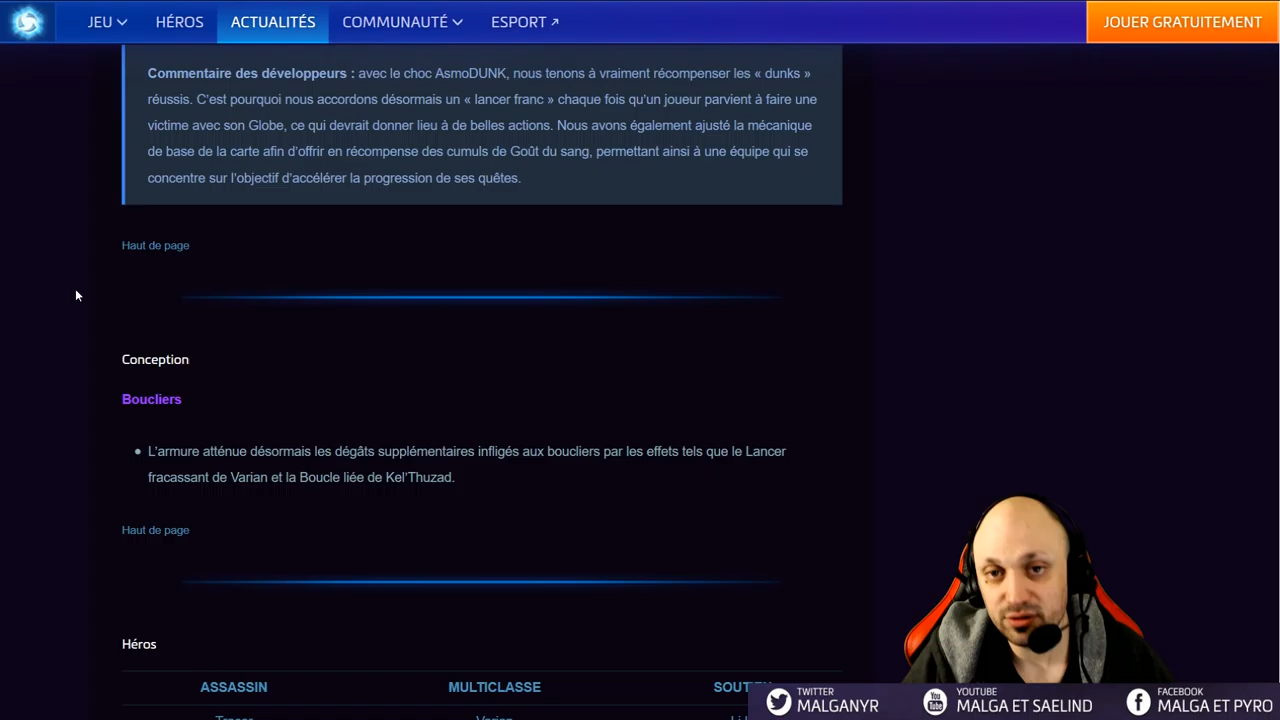 JEU HÉROS ACTUALITÉS COMMUNAUTÉ ESPORT JOUER GRATUITEMENT
Commentaire des développeurs : avec le choc AsmoDUNK, nous tenons à vraiment récompenser les « dunks »
réussis. C’est pourquoi nous accordons désormais un « lancer franc » chaque fois qu’un joueur parvient à faire une
victime avec son Globe, ce qui devrait donner lieu à de belles actions. Nous avons également ajusté la mécanique
de base de la carte afin d’offrir en récompense des cumuls de Goût du sang, permettant ainsi à une équipe qui se
concentre sur l’objectif d’accélérer la progression de ses quêtes.
Haut de page
Conception
Boucliers
L’armure atténue désormais les dégâts supplémentaires infligés aux boucliers par les effets tels que le Lancer
fracassant de Varian et la Boucle liée de Kel’Thuzad.
Haut de page
Héros
ASSASSIN MULTICLASSE
TWITTER
MALGANYR
YOUTUBE
MALGA ET SAELIND
FACEBOOK
MALGA ET PYRO